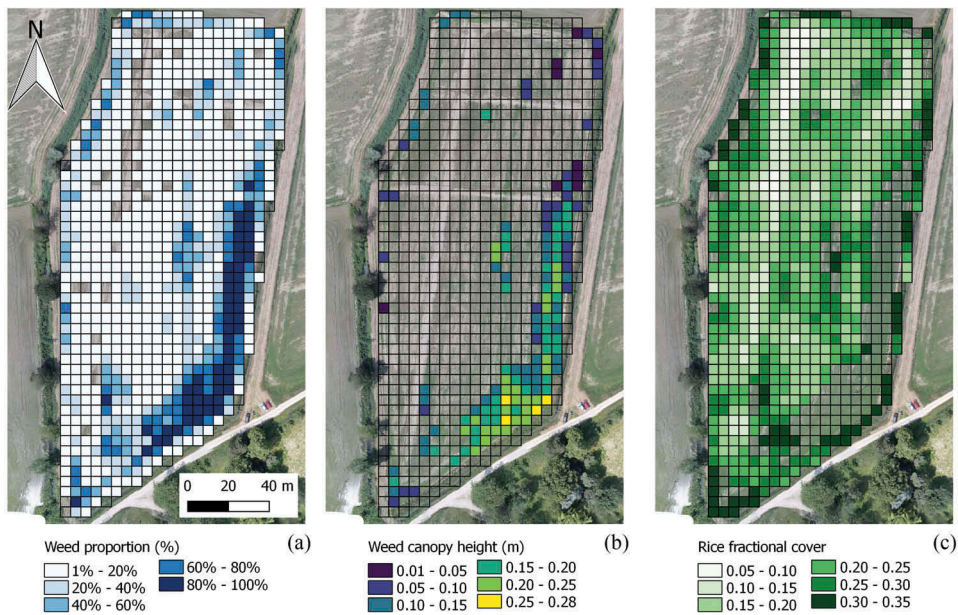 N
0 20 40 m
(a)
(b)
(c)
Weed proportion (%)
1% - 20%
20% - 40%
40% - 60%
60% - 80%
80% - 100%
Weed canopy height (m)
0.01 - 0.05
0.05 - 0.10
0.10 - 0.15
0.15 - 0.20
0.20 - 0.25
0.25 - 0.28
Rice fractional cover
0.05 - 0.10
0.10 - 0.15
0.15 - 0.20
0.20 - 0.25
0.25 - 0.30
0.30 - 0.35